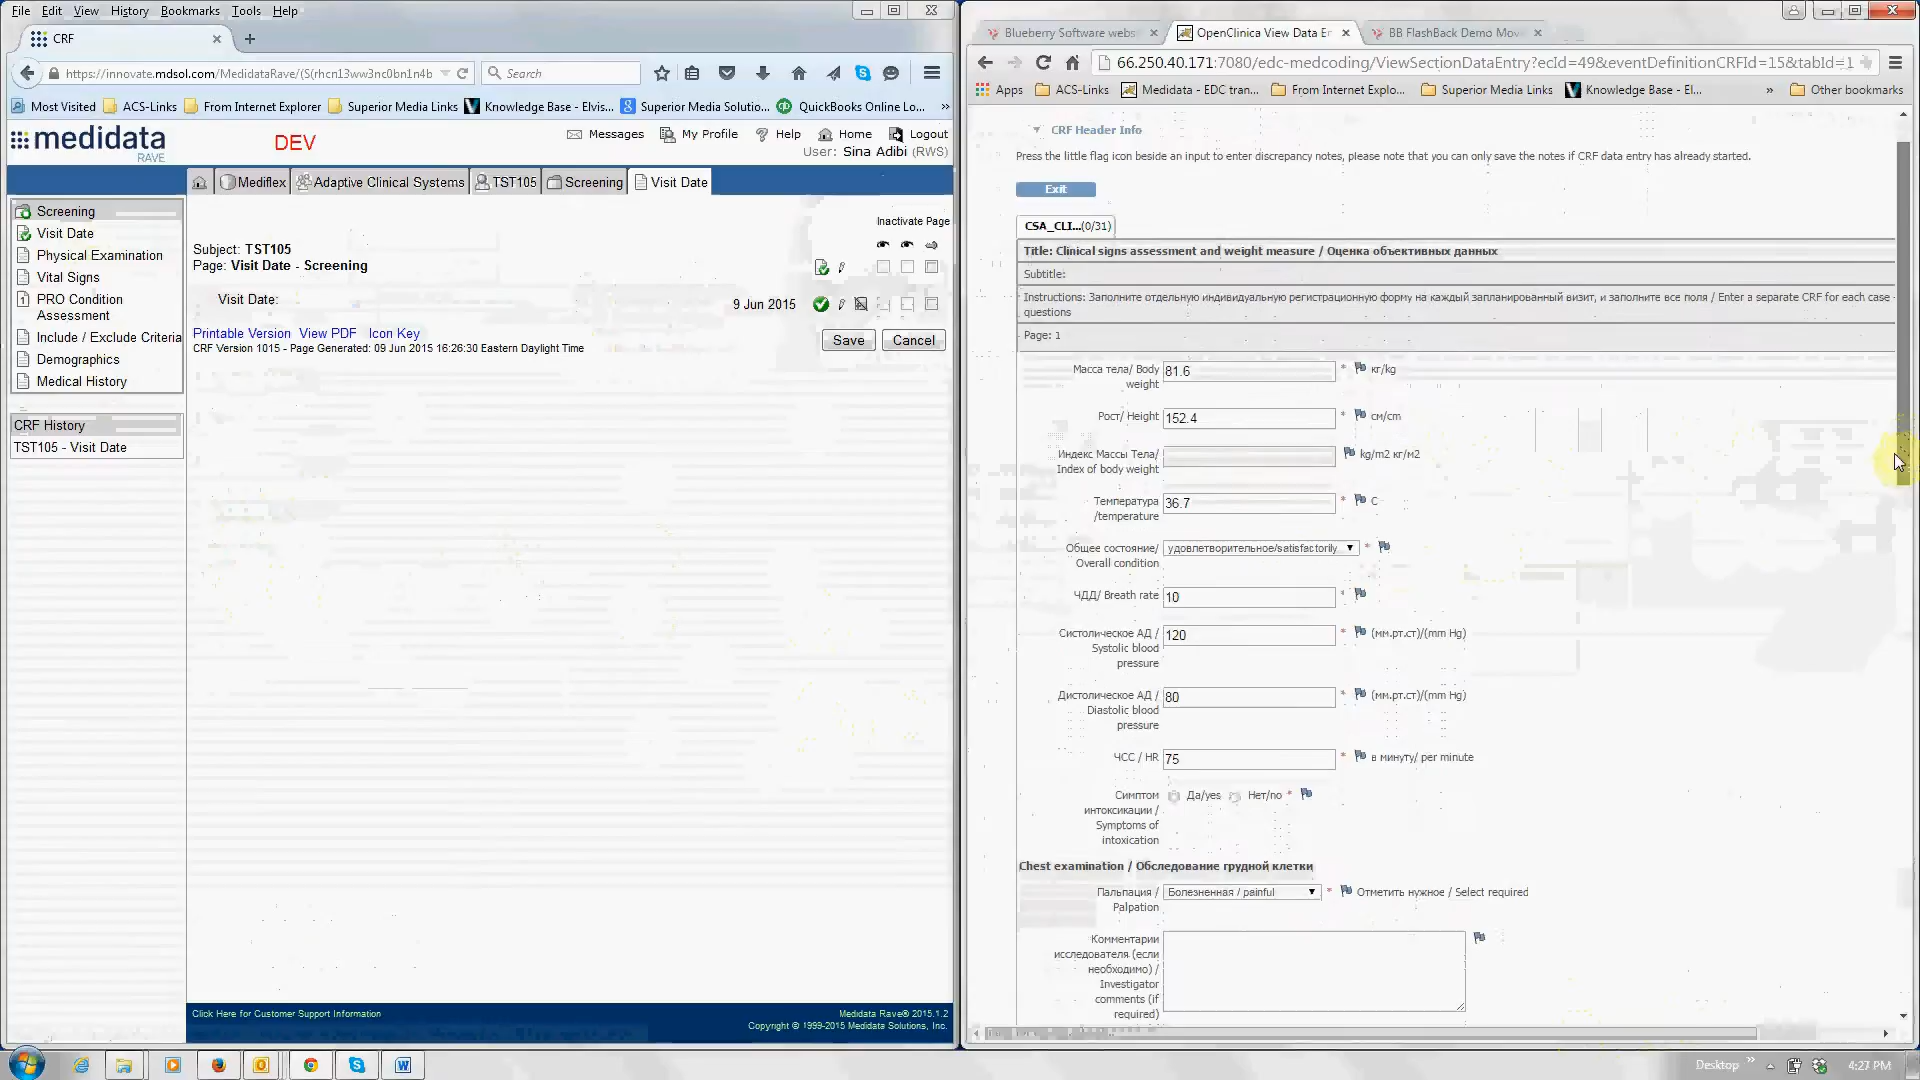 File Edit View History Bookmarks Tools Help
CRF
https://innovate.mdsol.com/MedidataRave/(S(rhcn13ww3nc0bn1n4b
Search
Most Visited ACS-Links From Internet Explorer Superior Media Links Knowledge Base - Elvis... Superior Media Solutio... QuickBooks Online Lo... »
medidata
RAVE
DEV
Messages My Profile Help Home Logout
User: Sina Adibi (RWS)
Mediflex Adaptive Clinical Systems TST105 Screening Visit Date
Screening
Visit Date
Physical Examination
Vital Signs
PRO Condition
Assessment
Include / Exclude Criteria
Demographics
Medical History
CRF History
TST105 - Visit Date
Inactivate Page
Subject: TST105
Page: Visit Date - Screening
Visit Date: 9 Jun 2015
Printable Version View PDF Icon Key
Save Cancel
CRF Version 1015 - Page Generated: 09 Jun 2015 16:26:30 Eastern Daylight Time
Click Here for Customer Support Information
Medidata Rave® 2015.1.2
Copyright © 1999-2015 Medidata Solutions, Inc.
Blueberry Software webs OpenClinica View Data En BB FlashBack Demo Mov
66.250.40.171:7080/edc-medcoding/ViewSectionDataEntry?ecId=49&eventDefinitionCRFId=15&tabId=1
Apps ACS-Links Medidata - EDC tran... From Internet Explo... Superior Media Links Knowledge Base - El... » Other bookmarks
CRF Header Info
Press the little flag icon beside an input to enter discrepancy notes, please note that you can only save the notes if CRF data entry has already started.
Exit
CSA_CLI...(0/31)
Title: Clinical signs assessment and weight measure / Оценка объективных данных
Subtitle:
Instructions: Заполните отдельную индивидуальную регистрационную форму на каждый запланированный визит, и заполните все поля / Enter a separate CRF for each case -
questions
Page: 1
Масса тела/ Body
weight
81.6 * кг/kg
Рост/ Height 152.4 * см/cm
Индекс Массы Тела/
Index of body weight
kg/m2 кг/м2
Температура
/temperature
36.7 * C
Общее состояние/
Overall condition
удовлетворительное/satisfactorily *
ЧДД/ Breath rate 10 *
Систолическое АД /
Systolic blood
pressure
120 * (мм.рт.ст)/(mm Hg)
Дистолическое АД /
Diastolic blood
pressure
80 * (мм.рт.ст)/(mm Hg)
ЧСС / HR 75 * в минуту/ per minute
Симптом
интоксикации /
Symptoms of
intoxication
Да/yes Нет/no *
Chest examination / Обследование грудной клетки
Пальпация /
Palpation
Болезненная / painful * Отметить нужное / Select required
Комментарии
исследователя (если
необходимо) /
Investigator
comments (if
required)
Desktop » 4:27 PM